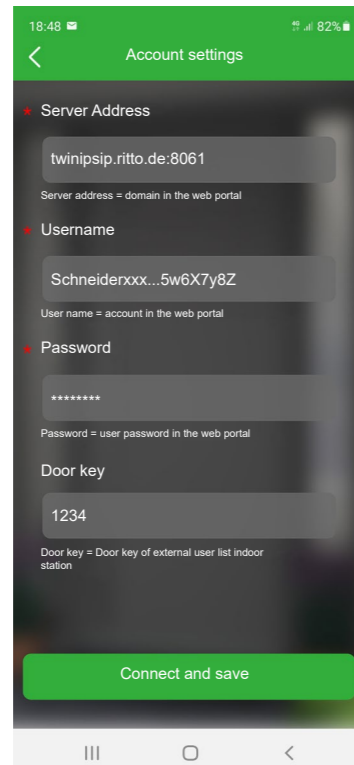 18:48
4G 82%
Account settings
* Server Address
twinipsip.ritto.de:8061
Server address = domain in the web portal
* Username
Schneiderxxx...5w6X7y8Z
User name = account in the web portal
* Password
********
Password = user password in the web portal
Door key
1234
Door key = Door key of external user list indoor
station
Connect and save